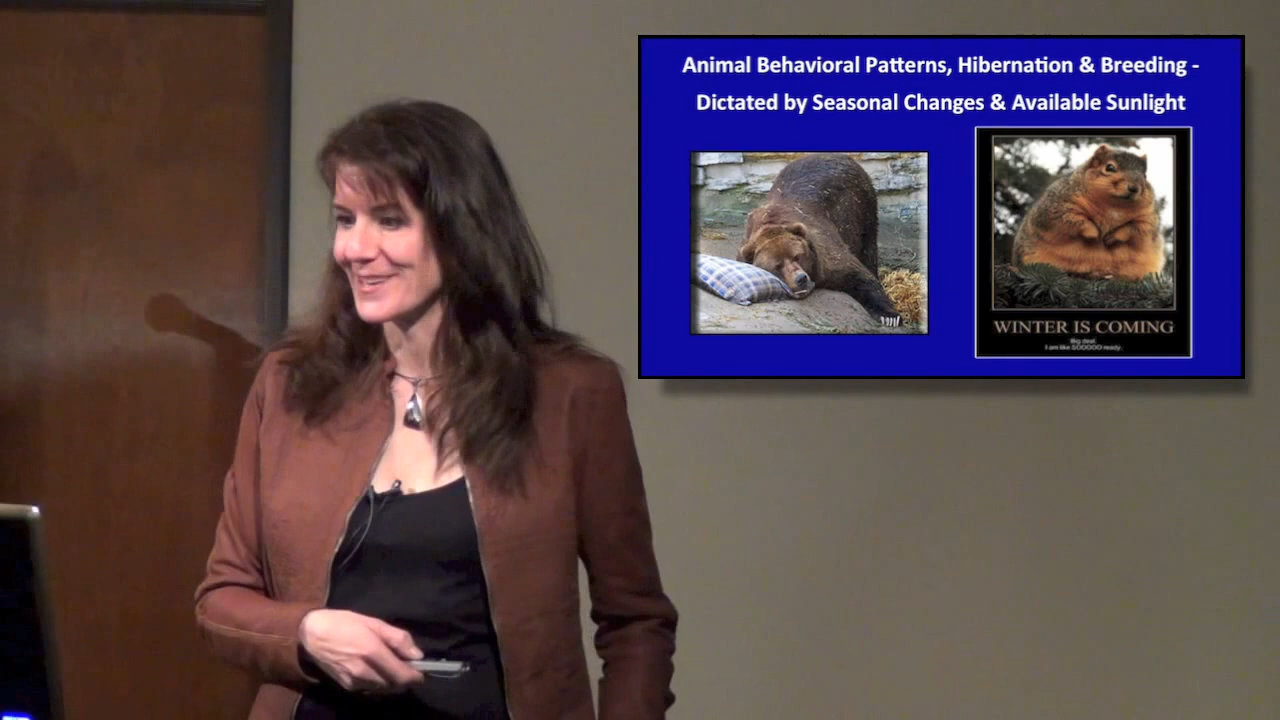 Animal Behavioral Patterns, Hibernation & Breeding -
Dictated by Seasonal Changes & Available Sunlight
WINTER IS COMING
Big deal.
I am like SOOOOO ready.